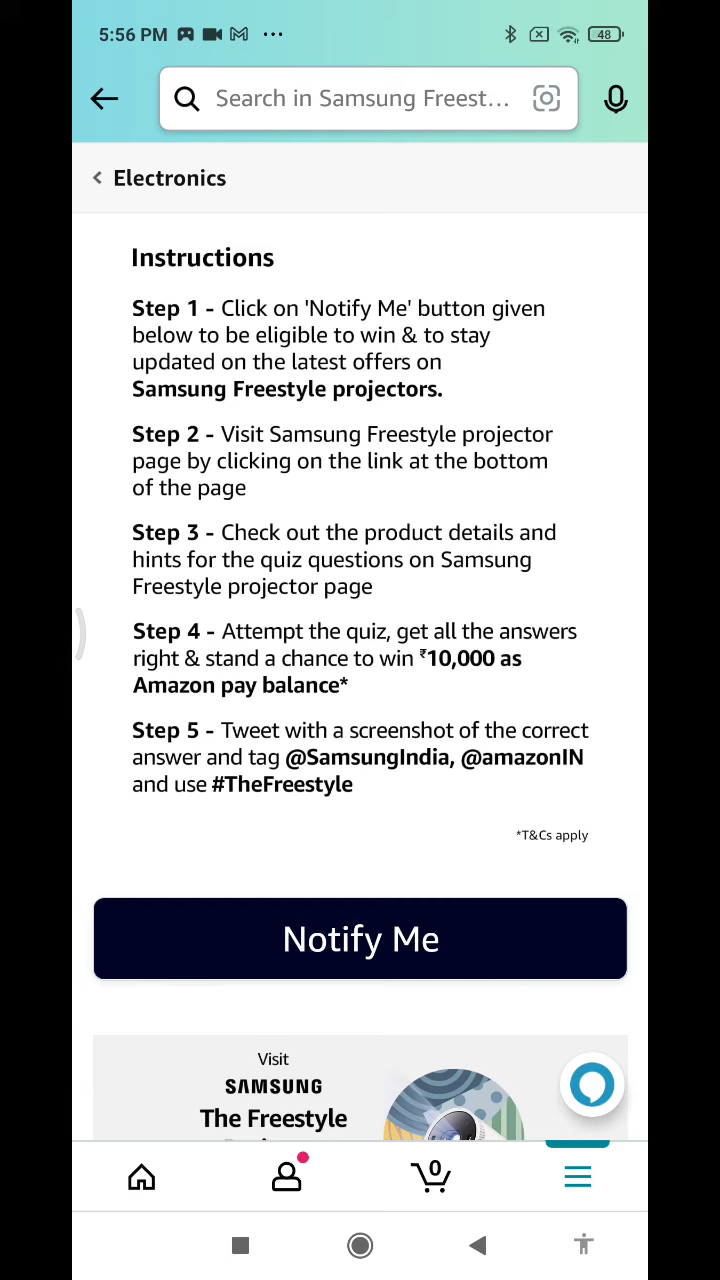 5:56 PM
48
Search in Samsung Freest...
Electronics
Instructions
Step 1 - Click on 'Notify Me' button given
below to be eligible to win & to stay
updated on the latest offers on
Samsung Freestyle projectors.
Step 2 - Visit Samsung Freestyle projector
page by clicking on the link at the bottom
of the page
Step 3 - Check out the product details and
hints for the quiz questions on Samsung
Freestyle projector page
Step 4 - Attempt the quiz, get all the answers
right & stand a chance to win ₹10,000 as
Amazon pay balance*
Step 5 - Tweet with a screenshot of the correct
answer and tag @SamsungIndia, @amazonIN
and use #TheFreestyle
*T&Cs apply
Notify Me
Visit
SAMSUNG
The Freestyle
0